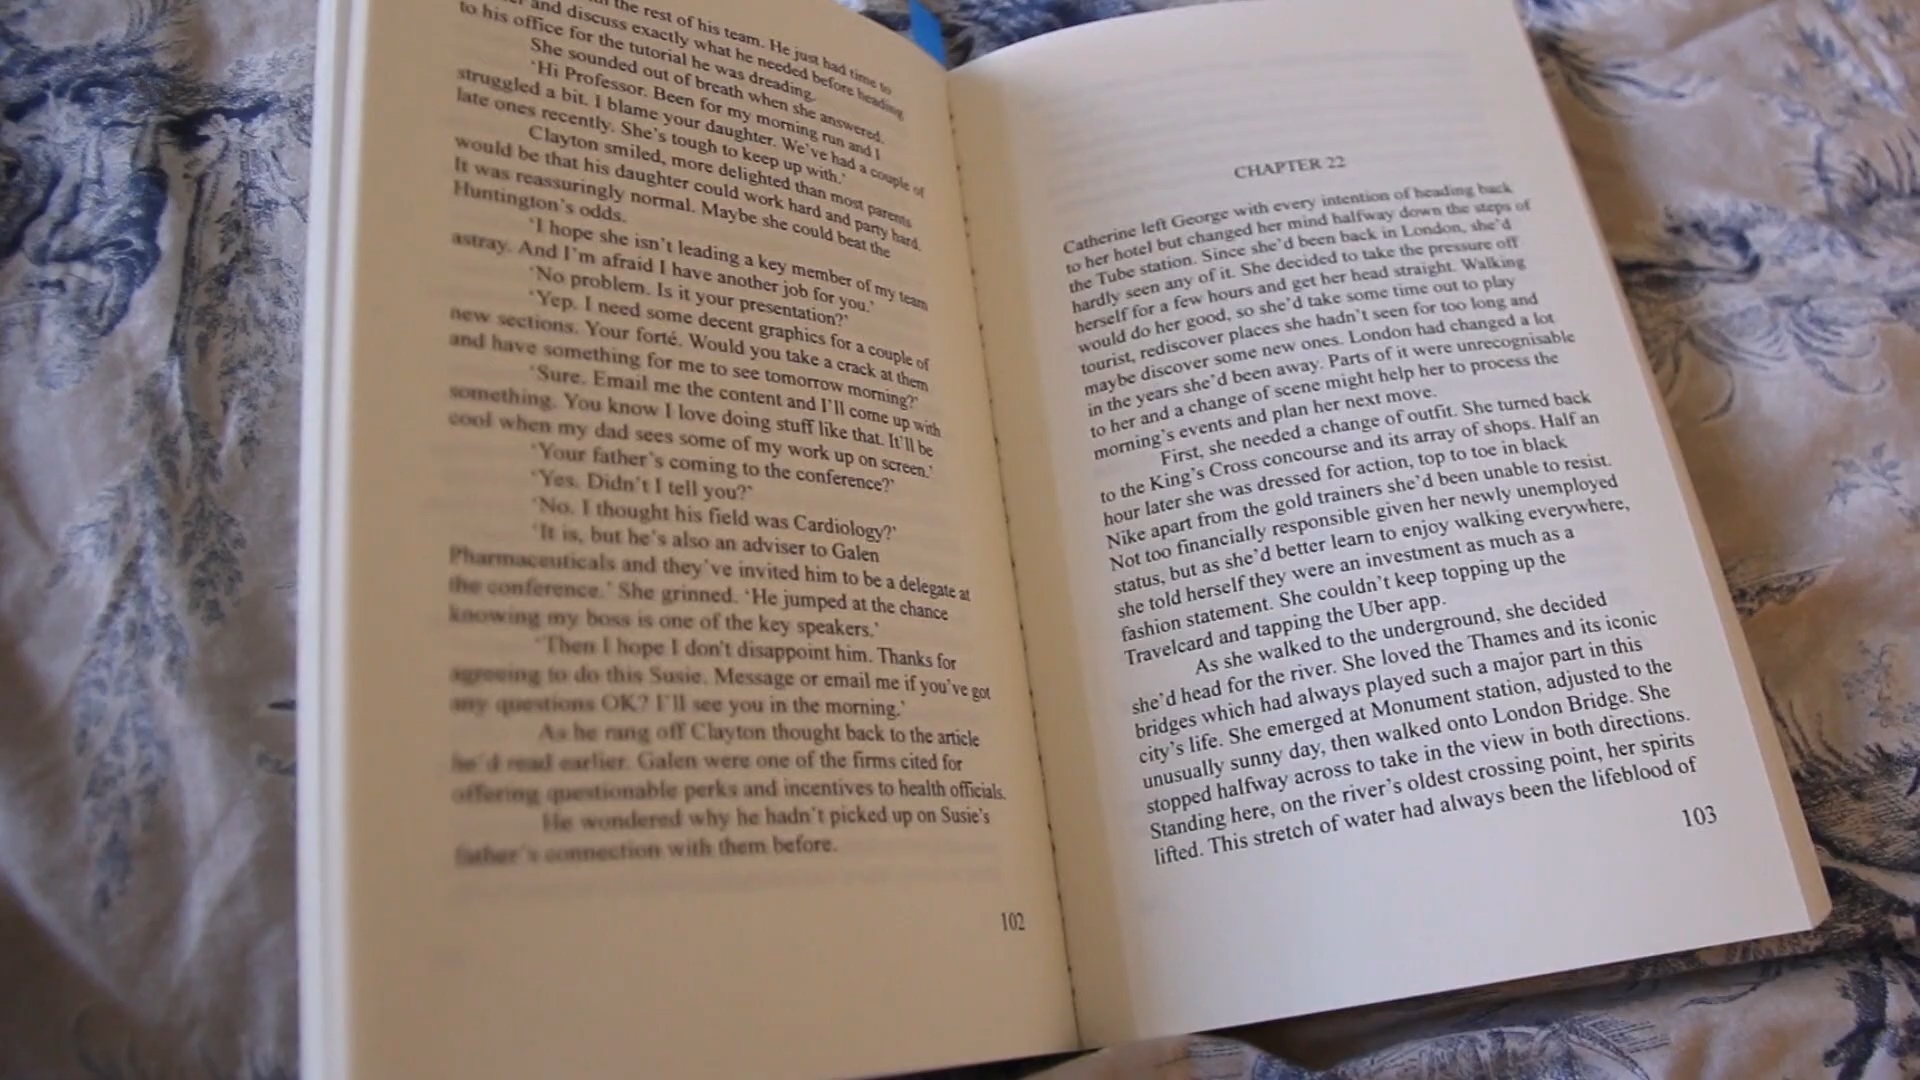 the rest of his team. He just had time to
and discuss exactly what he needed before heading
to his office for the tutorial he was dreading.
She sounded out of breath when she answered.
‘Hi Professor. Been for my morning run and I
struggled a bit. I blame your daughter. We’ve had a couple of
late ones recently. She’s tough to keep up with.’
Clayton smiled, more delighted than most parents
would be that his daughter could work hard and party hard.
It was reassuringly normal. Maybe she could beat the
Huntington’s odds.
‘I hope she isn’t leading a key member of my team
astray. And I’m afraid I have another job for you.’
‘No problem. Is it your presentation?’
‘Yep. I need some decent graphics for a couple of
new sections. Your forté. Would you take a crack at them
and have something for me to see tomorrow morning?’
‘Sure. Email me the content and I’ll come up with
something. You know I love doing stuff like that. It’ll be
cool when my dad sees some of my work up on screen.’
‘Your father’s coming to the conference?’
‘Yes. Didn’t I tell you?’
‘No. I thought his field was Cardiology?’
‘It is, but he’s also an adviser to Galen
Pharmaceuticals and they’ve invited him to be a delegate at
the conference.’ She grinned. ‘He jumped at the chance
knowing my boss is one of the key speakers.’
‘Then I hope I don't disappoint him. Thanks for
agreeing to do this Susie. Message or email me if you’ve got
any questions OK? I’ll see you in the morning.’
As he rang off Clayton thought back to the article
he’d read earlier. Galen were one of the firms cited for
offering questionable perks and incentives to health officials.
He wondered why he hadn’t picked up on Susie’s
father’s connection with them before.
102
CHAPTER 22
Catherine left George with every intention of heading back
to her hotel but changed her mind halfway down the steps of
the Tube station. Since she’d been back in London, she’d
hardly seen any of it. She decided to take the pressure off
herself for a few hours and get her head straight. Walking
would do her good, so she’d take some time out to play
tourist, rediscover places she hadn’t seen for too long and
maybe discover some new ones. London had changed a lot
in the years she’d been away. Parts of it were unrecognisable
to her and a change of scene might help her to process the
morning’s events and plan her next move.
First, she needed a change of outfit. She turned back
to the King’s Cross concourse and its array of shops. Half an
hour later she was dressed for action, top to toe in black
Nike apart from the gold trainers she’d been unable to resist.
Not too financially responsible given her newly unemployed
status, but as she’d better learn to enjoy walking everywhere,
she told herself they were an investment as much as a
fashion statement. She couldn’t keep topping up the
Travelcard and tapping the Uber app.
As she walked to the underground, she decided
she’d head for the river. She loved the Thames and its iconic
bridges which had always played such a major part in this
city’s life. She emerged at Monument station, adjusted to the
unusually sunny day, then walked onto London Bridge. She
stopped halfway across to take in the view in both directions.
Standing here, on the river’s oldest crossing point, her spirits
lifted. This stretch of water had always been the lifeblood of
103